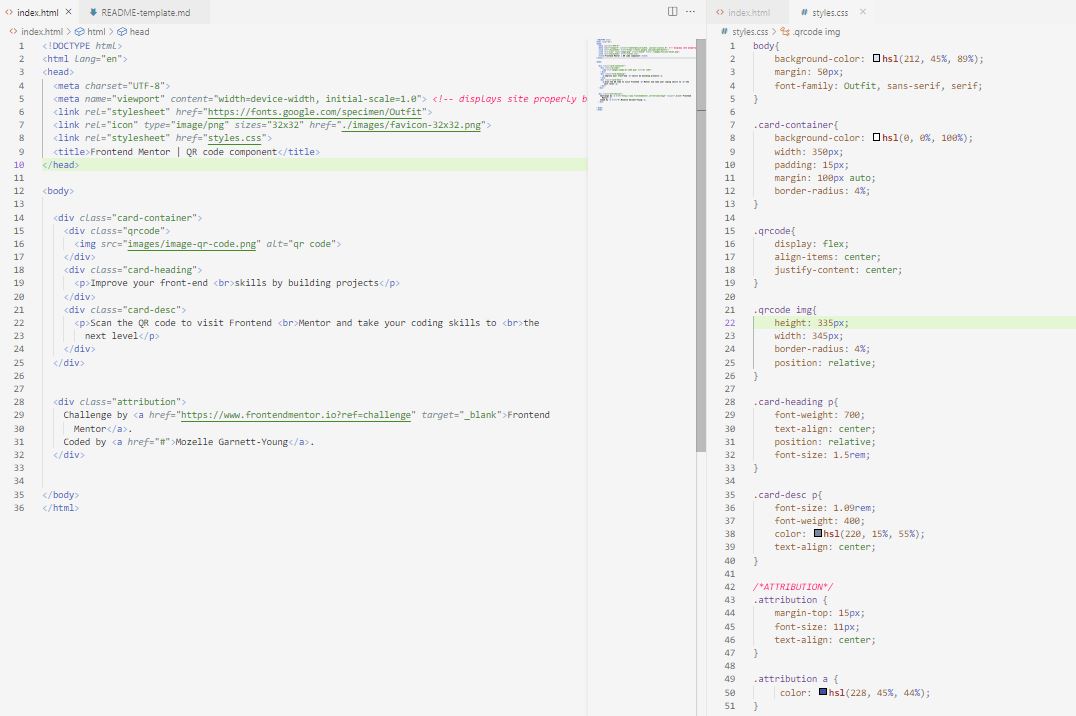 index.html
README-template.md
index.html > html > head
1 <!DOCTYPE html>
2 <html lang="en">
3 <head>
4 <meta charset="UTF-8">
5 <meta name="viewport" content="width=device-width, initial-scale=1.0"> <!-- displays site properly b
6 <link rel="stylesheet" href="https://fonts.google.com/specimen/Outfit">
7 <link rel="icon" type="image/png" sizes="32x32" href="./images/favicon-32x32.png">
8 <link rel="stylesheet" href="styles.css">
9 <title>Frontend Mentor | QR code component</title>
10 </head>
11
12 <body>
13
14 <div class="card-container">
15 <div class="qrcode">
16 <img src="images/image-qr-code.png" alt="qr code">
17 </div>
18 <div class="card-heading">
19 <p>Improve your front-end <br>skills by building projects</p>
20 </div>
21 <div class="card-desc">
22 <p>Scan the QR code to visit Frontend <br>Mentor and take your coding skills to <br>the
23 next level</p>
24 </div>
25 </div>
26
27
28 <div class="attribution">
29 Challenge by <a href="https://www.frontendmentor.io?ref=challenge" target="_blank">Frontend
30 Mentor</a>.
31 Coded by <a href="#">Mozelle Garnett-Young</a>.
32 </div>
33
34
35 </body>
36 </html>
index.html
styles.css
styles.css > .qrcode img
1 body{
2 background-color: hsl(212, 45%, 89%);
3 margin: 50px;
4 font-family: Outfit, sans-serif, serif;
5 }
6
7 .card-container{
8 background-color: hsl(0, 0%, 100%);
9 width: 350px;
10 padding: 15px;
11 margin: 100px auto;
12 border-radius: 4%;
13 }
14
15 .qrcode{
16 display: flex;
17 align-items: center;
18 justify-content: center;
19 }
20
21 .qrcode img{
22 height: 335px;
23 width: 345px;
24 border-radius: 4%;
25 position: relative;
26 }
27
28 .card-heading p{
29 font-weight: 700;
30 text-align: center;
31 position: relative;
32 font-size: 1.5rem;
33 }
34
35 .card-desc p{
36 font-size: 1.09rem;
37 font-weight: 400;
38 color: hsl(220, 15%, 55%);
39 text-align: center;
40 }
41
42 /*ATTRIBUTION*/
43 .attribution {
44 margin-top: 15px;
45 font-size: 11px;
46 text-align: center;
47 }
48
49 .attribution a {
50 color: hsl(228, 45%, 44%);
51 }